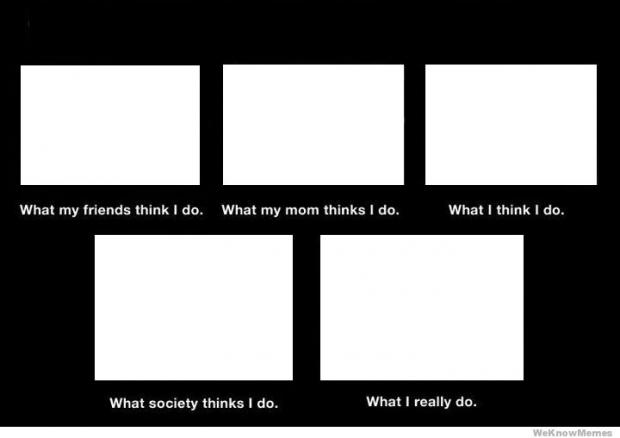 What my friends think I do.
What my mom thinks I do.
What I think I do.
What society thinks I do.
What I really do.
WeKnowMemes